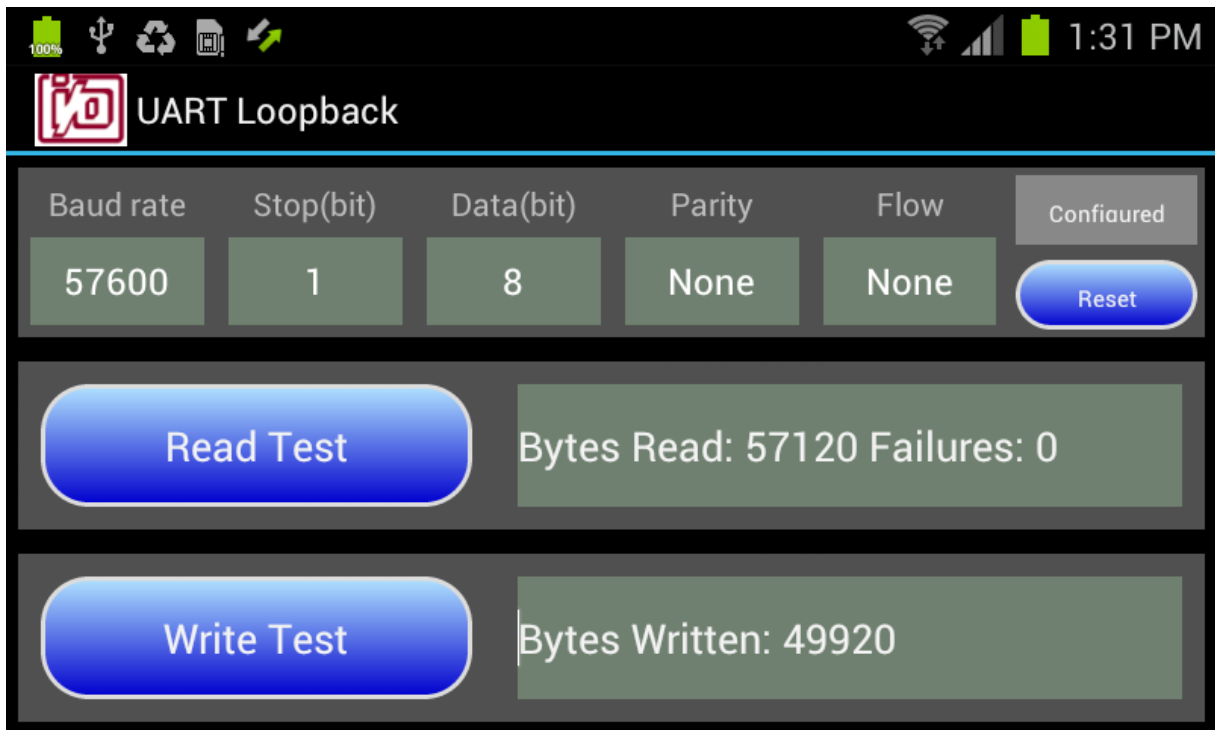 100%
1:31 PM
UART Loopback
Baud rate Stop(bit) Data(bit) Parity Flow Configured
57600 1 8 None None Reset
Read Test Bytes Read: 57120 Failures: 0
Write Test Bytes Written: 49920